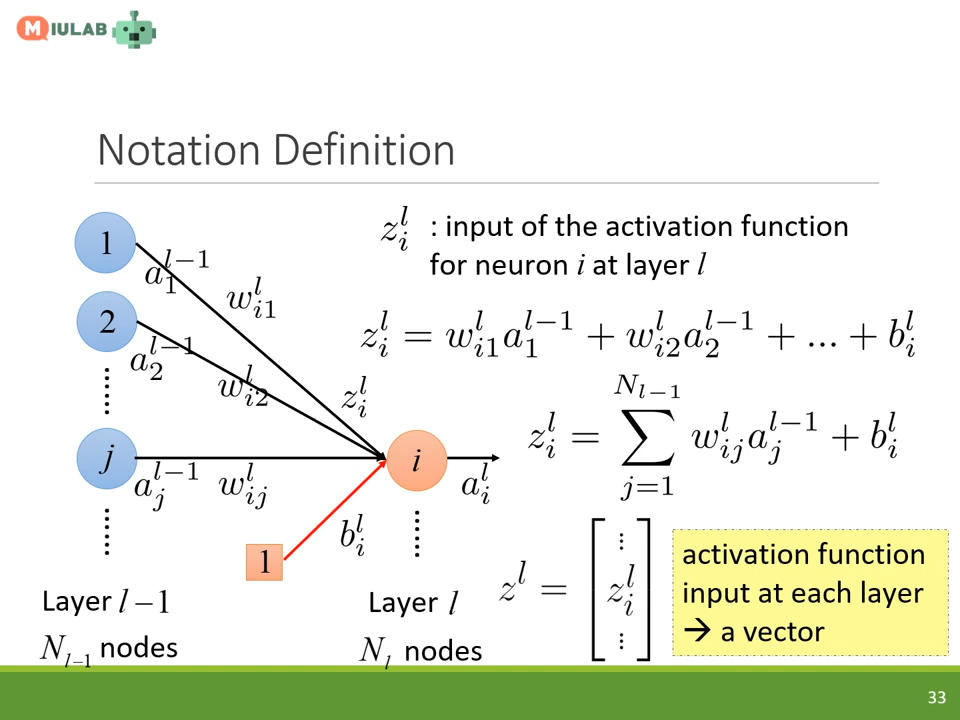 MIULAB
Notation Definition
1
a_1^{l-1}
w_{i1}^l
2
a_2^{l-1}
w_{i2}^l
z_i^l
j
a_j^{l-1}
w_{ij}^l
i
a_i^l
b_i^l
1
Layer l −1
N_{l−1} nodes
Layer l
N_l nodes
z_i^l : input of the activation function
for neuron i at layer l
z_i^l = w_{i1}^l a_1^{l-1} + w_{i2}^l a_2^{l-1} + ... + b_i^l
z_i^l = \sum_{j=1}^{N_{l-1}} w_{ij}^l a_j^{l-1} + b_i^l
z^l = [ ⋮ z_i^l ⋮ ]
activation function
input at each layer
→ a vector
33